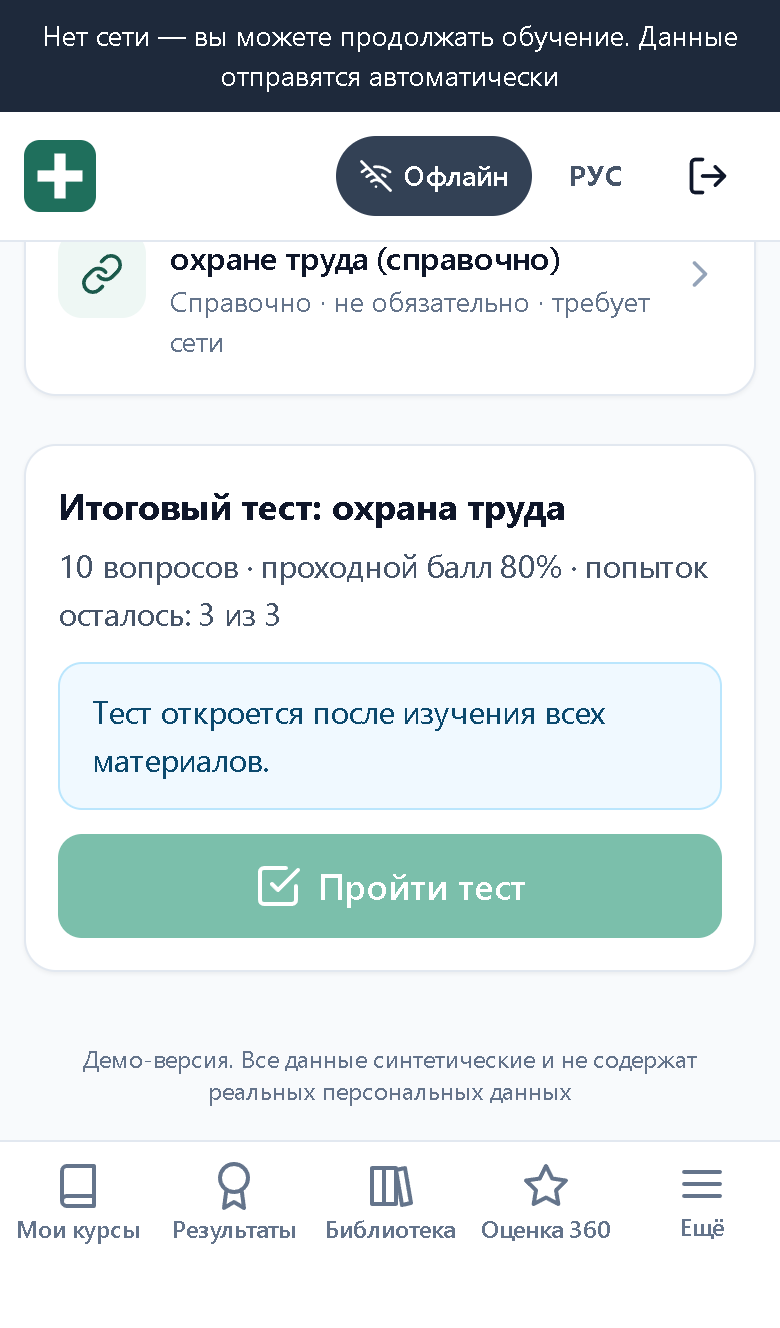 Нет сети — вы можете продолжать обучение. Данные
отправятся автоматически
Офлайн
РУС
охране труда (справочно)
Справочно · не обязательно · требует
сети
Итоговый тест: охрана труда
10 вопросов · проходной балл 80% · попыток
осталось: 3 из 3
Тест откроется после изучения всех
материалов.
Пройти тест
Демо-версия. Все данные синтетические и не содержат
реальных персональных данных
Мои курсы
Результаты
Библиотека
Оценка 360
Ещё